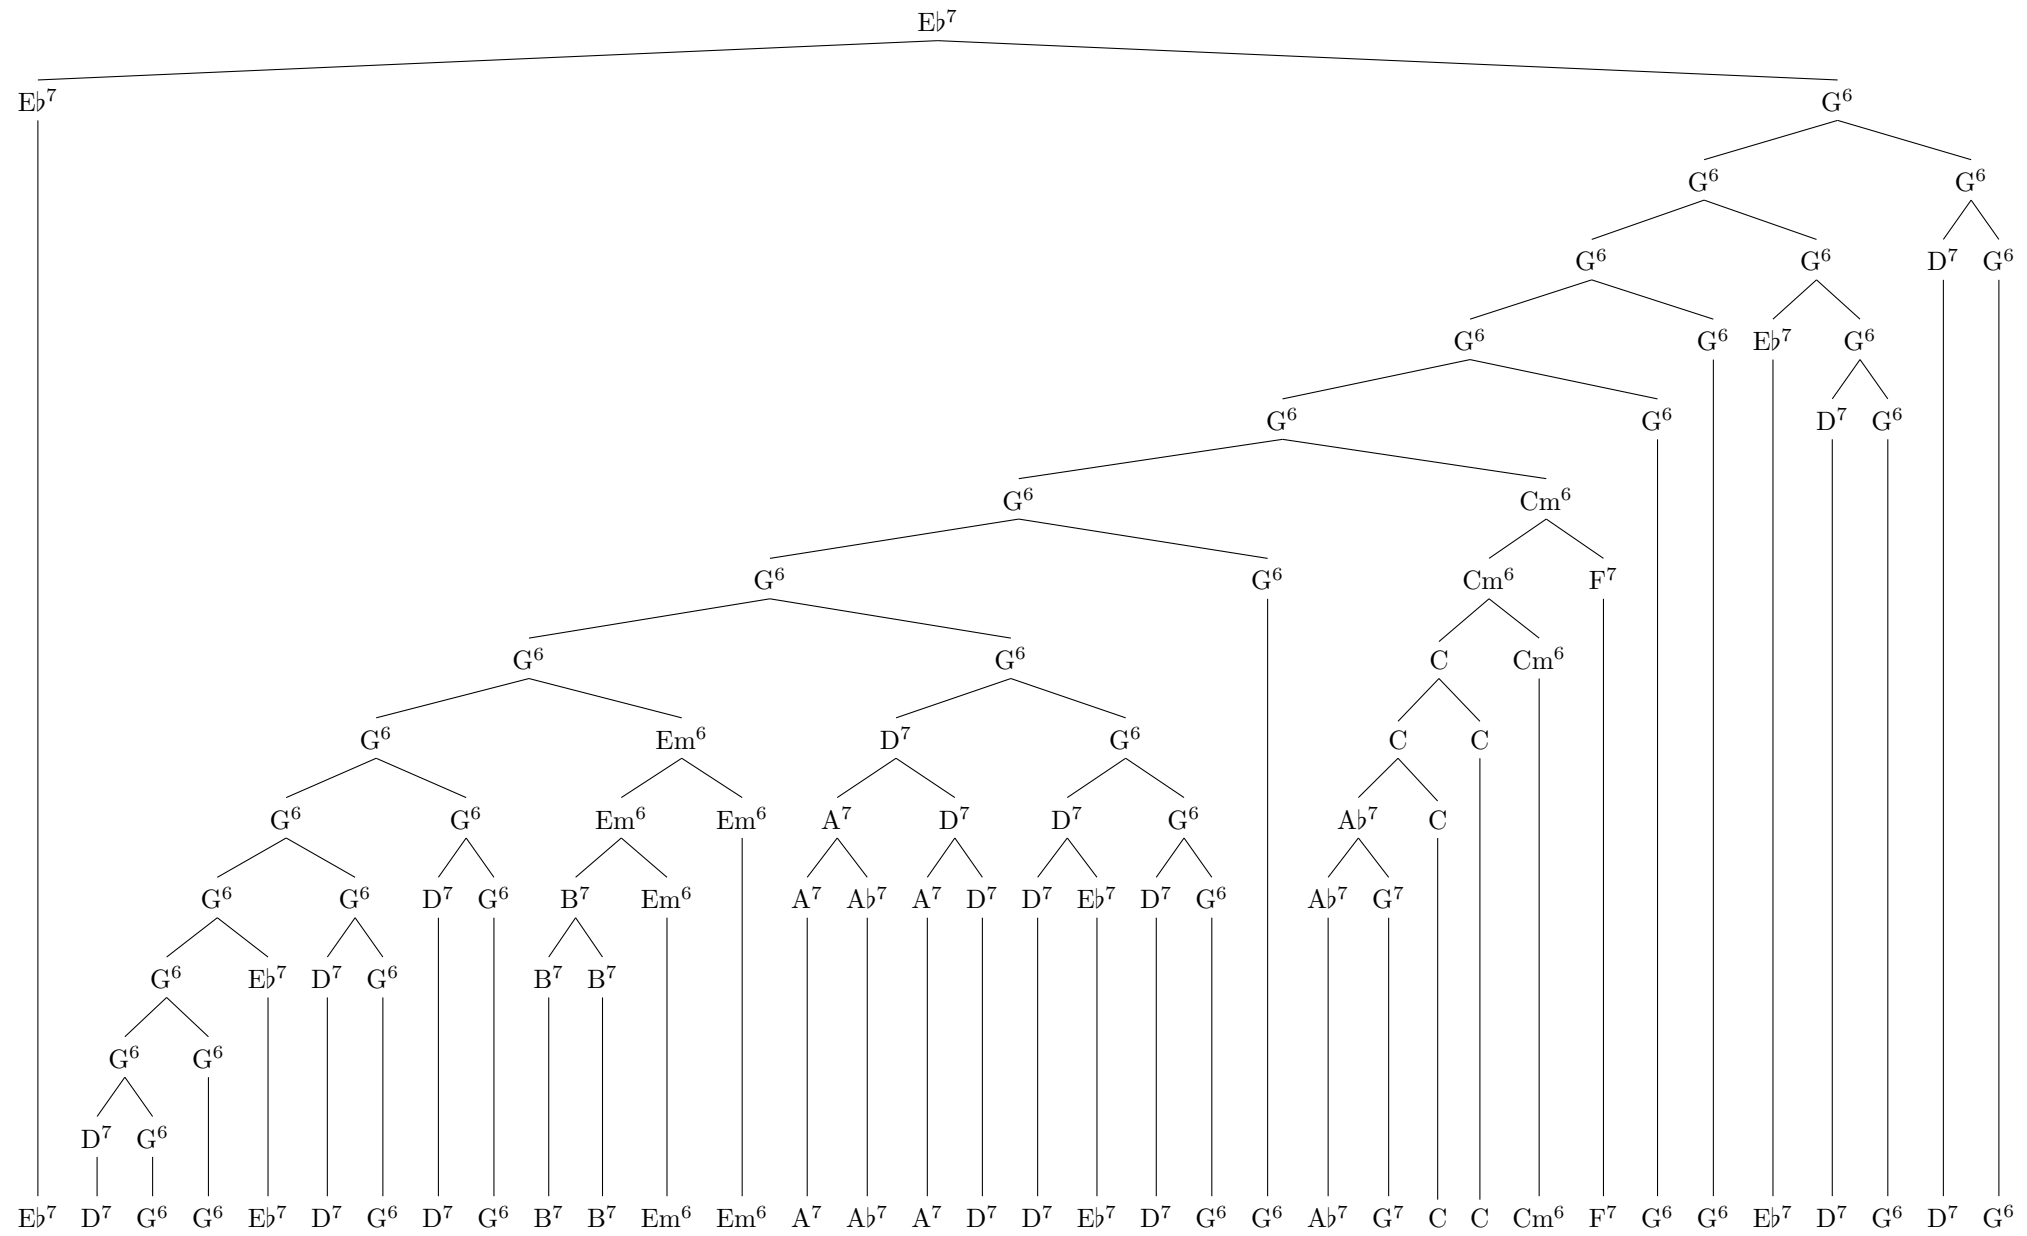 E♭⁷
E♭⁷ G⁶
G⁶ G⁶
G⁶ G⁶ D⁷ G⁶
G⁶ G⁶ E♭⁷ G⁶
G⁶ G⁶ D⁷ G⁶
G⁶ Cm⁶
G⁶ G⁶ Cm⁶ F⁷
G⁶ G⁶ C Cm⁶
G⁶ Em⁶ D⁷ G⁶ C C
G⁶ G⁶ Em⁶ Em⁶ A⁷ D⁷ D⁷ G⁶ A♭⁷ C
G⁶ G⁶ D⁷ G⁶ B⁷ Em⁶ A⁷ A♭⁷ A⁷ D⁷ D⁷ E♭⁷ D⁷ G⁶ A♭⁷ G⁷
G⁶ E♭⁷ D⁷ G⁶ B⁷ B⁷
G⁶ G⁶
D⁷ G⁶
E♭⁷ D⁷ G⁶ G⁶ E♭⁷ D⁷ G⁶ D⁷ G⁶ B⁷ B⁷ Em⁶ Em⁶ A⁷ A♭⁷ A⁷ D⁷ D⁷ E♭⁷ D⁷ G⁶ G⁶ A♭⁷ G⁷ C C Cm⁶ F⁷ G⁶ G⁶ E♭⁷ D⁷ G⁶ D⁷ G⁶